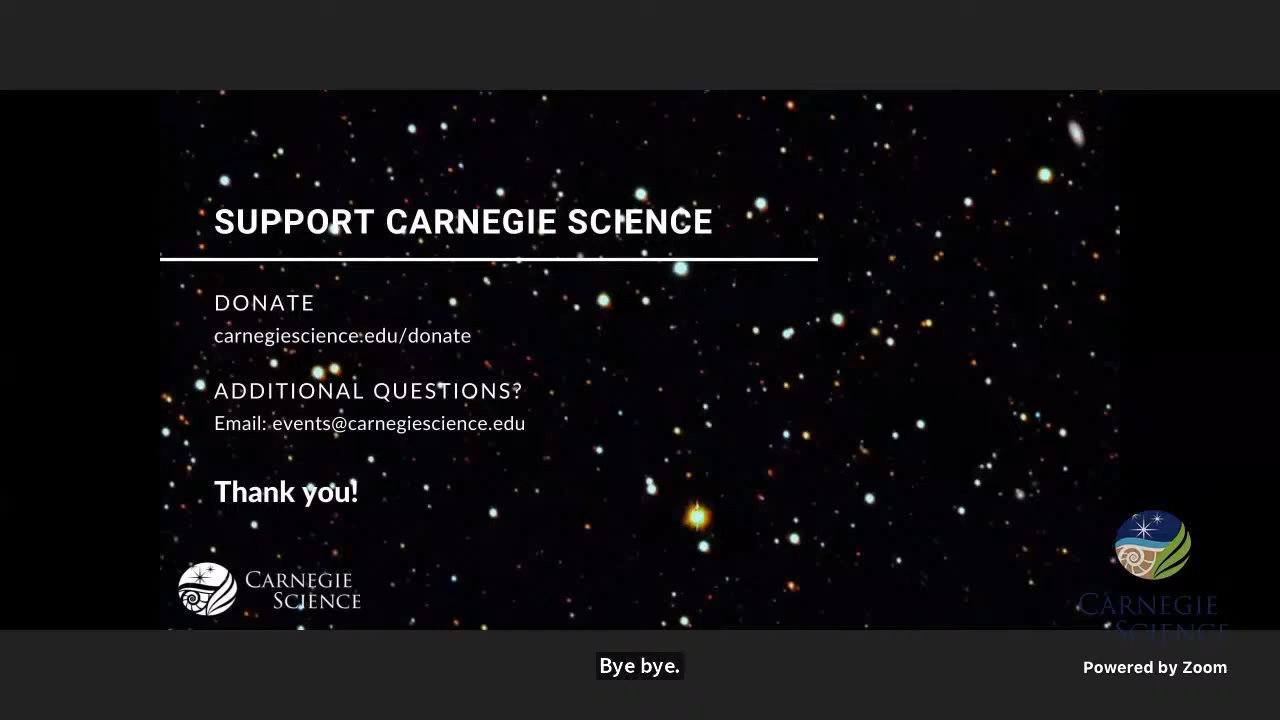 SUPPORT CARNEGIE SCIENCE
DONATE
carnegiescience.edu/donate
ADDITIONAL QUESTIONS?
Email: events@carnegiescience.edu
Thank you!
CARNEGIE
SCIENCE
CARNEGIE
SCIENCE
Bye bye.
Powered by Zoom